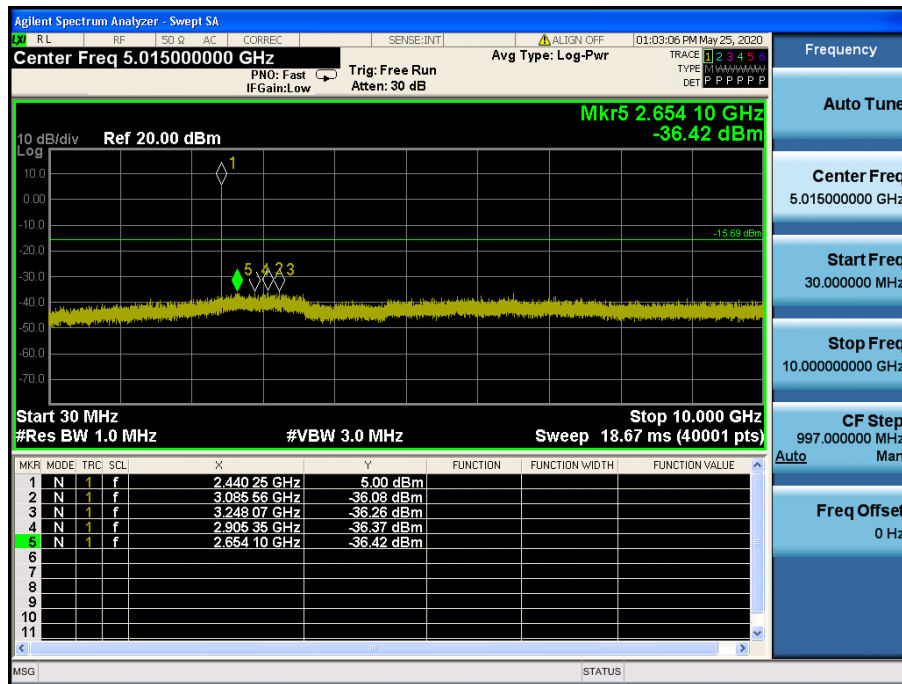 Agilent Spectrum Analyzer - Swept SA
LXI RL RF 50 Ω AC CORREC SENSE:INT ALIGN OFF 01:03:06 PM May 25, 2020
Center Freq 5.015000000 GHz
PNO: Fast
IFGain:Low
Trig: Free Run
Atten: 30 dB
Avg Type: Log-Pwr
TRACE 1 2 3 4 5 6
TYPE M W W W W W
DET P P P P P P
Mkr5 2.654 10 GHz
-36.42 dBm
10 dB/div Ref 20.00 dBm
Log
10.0
0.00
-10.0
-20.0
-30.0
-40.0
-50.0
-60.0
-70.0
1
-15.69 dBm
5 4 2 3
Start 30 MHz Stop 10.000 GHz
#Res BW 1.0 MHz #VBW 3.0 MHz Sweep 18.67 ms (40001 pts)
MKR MODE TRC SCL X Y FUNCTION FUNCTION WIDTH FUNCTION VALUE
1 N 1 f 2.440 25 GHz 5.00 dBm
2 N 1 f 3.085 56 GHz -36.08 dBm
3 N 1 f 3.248 07 GHz -36.26 dBm
4 N 1 f 2.905 35 GHz -36.37 dBm
5 N 1 f 2.654 10 GHz -36.42 dBm
6
7
8
9
10
11
MSG STATUS
Frequency
Auto Tune
Center Freq
5.015000000 GHz
Start Freq
30.000000 MHz
Stop Freq
10.000000000 GHz
CF Step
997.000000 MHz
Auto Man
Freq Offset
0 Hz